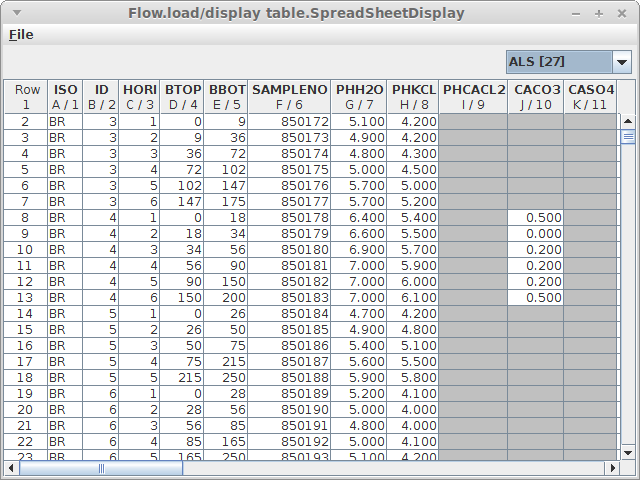 Flow.load/display table.SpreadSheetDisplay
File
ALS [27]
Row ISO ID HORI BTOP BBOT SAMPLENO PHH2O PHKCL PHCACL2 CACO3 CASO4
1 A / 1 B / 2 C / 3 D / 4 E / 5 F / 6 G / 7 H / 8 I / 9 J / 10 K / 11
2 BR 3 1 0 9 850172 5.100 4.200
3 BR 3 2 9 36 850173 4.900 4.200
4 BR 3 3 36 72 850174 4.800 4.300
5 BR 3 4 72 102 850175 5.000 4.500
6 BR 3 5 102 147 850176 5.700 5.000
7 BR 3 6 147 175 850177 5.700 5.200
8 BR 4 1 0 18 850178 6.400 5.400 0.500
9 BR 4 2 18 34 850179 6.600 5.500 0.000
10 BR 4 3 34 56 850180 6.900 5.700 0.200
11 BR 4 4 56 90 850181 7.000 5.900 0.200
12 BR 4 5 90 150 850182 7.000 6.000 0.200
13 BR 4 6 150 200 850183 7.000 6.100 0.500
14 BR 5 1 0 26 850184 4.700 4.200
15 BR 5 2 26 50 850185 4.900 4.800
16 BR 5 3 50 75 850186 5.400 5.100
17 BR 5 4 75 215 850187 5.600 5.500
18 BR 5 5 215 250 850188 5.900 5.800
19 BR 6 1 0 28 850189 5.200 4.100
20 BR 6 2 28 56 850190 5.000 4.000
21 BR 6 3 56 85 850191 4.800 4.000
22 BR 6 4 85 165 850192 5.000 4.100
23 BR 6 5 165 250 850193 5.100 4.200